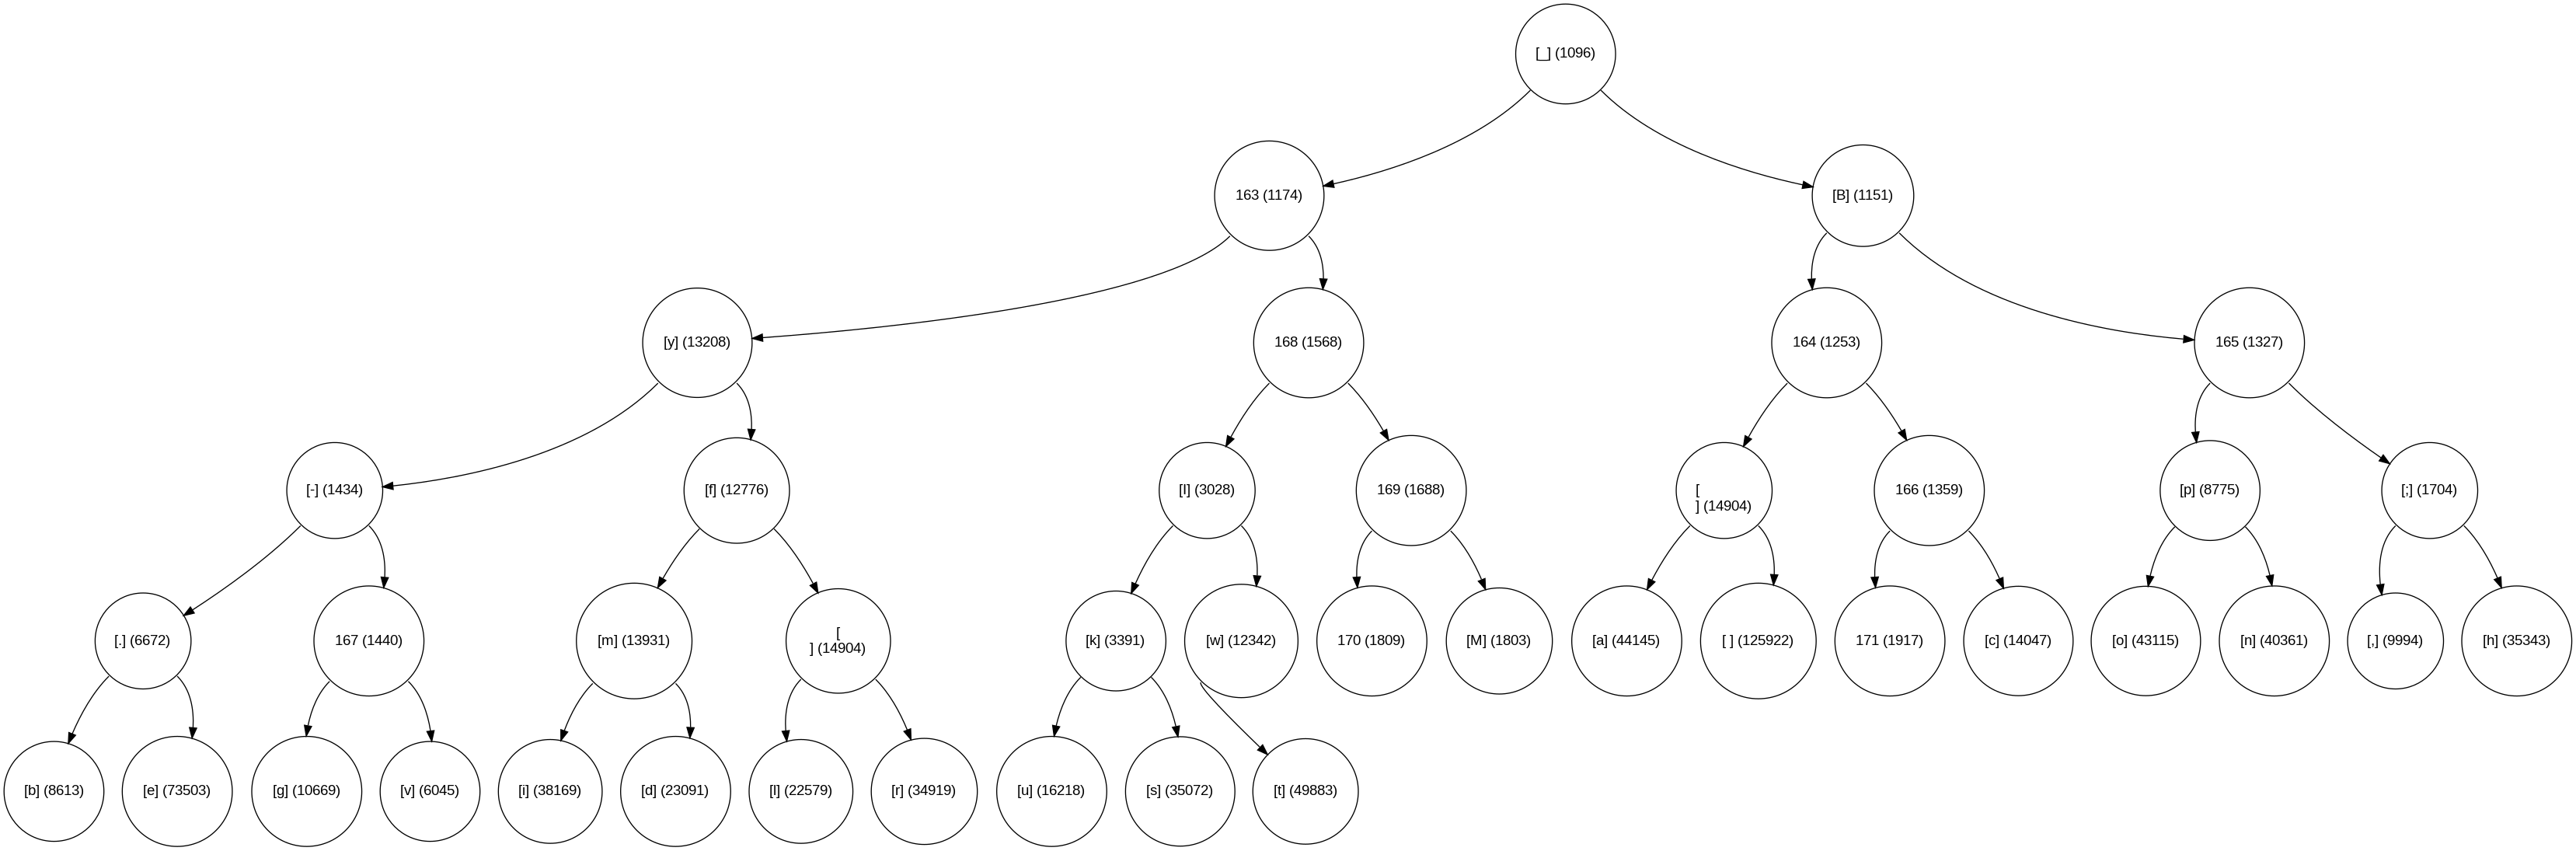 [_] (1096)
163 (1174)
[B] (1151)
[y] (13208)
168 (1568)
164 (1253)
165 (1327)
[-] (1434)
[f] (12776)
[I] (3028)
169 (1688)
[
] (14904)
166 (1359)
[p] (8775)
[;] (1704)
[.] (6672)
167 (1440)
[m] (13931)
[
] (14904)
[k] (3391)
[w] (12342)
170 (1809)
[M] (1803)
[a] (44145)
[ ] (125922)
171 (1917)
[c] (14047)
[o] (43115)
[n] (40361)
[,] (9994)
[h] (35343)
[b] (8613)
[e] (73503)
[g] (10669)
[v] (6045)
[i] (38169)
[d] (23091)
[l] (22579)
[r] (34919)
[u] (16218)
[s] (35072)
[t] (49883)